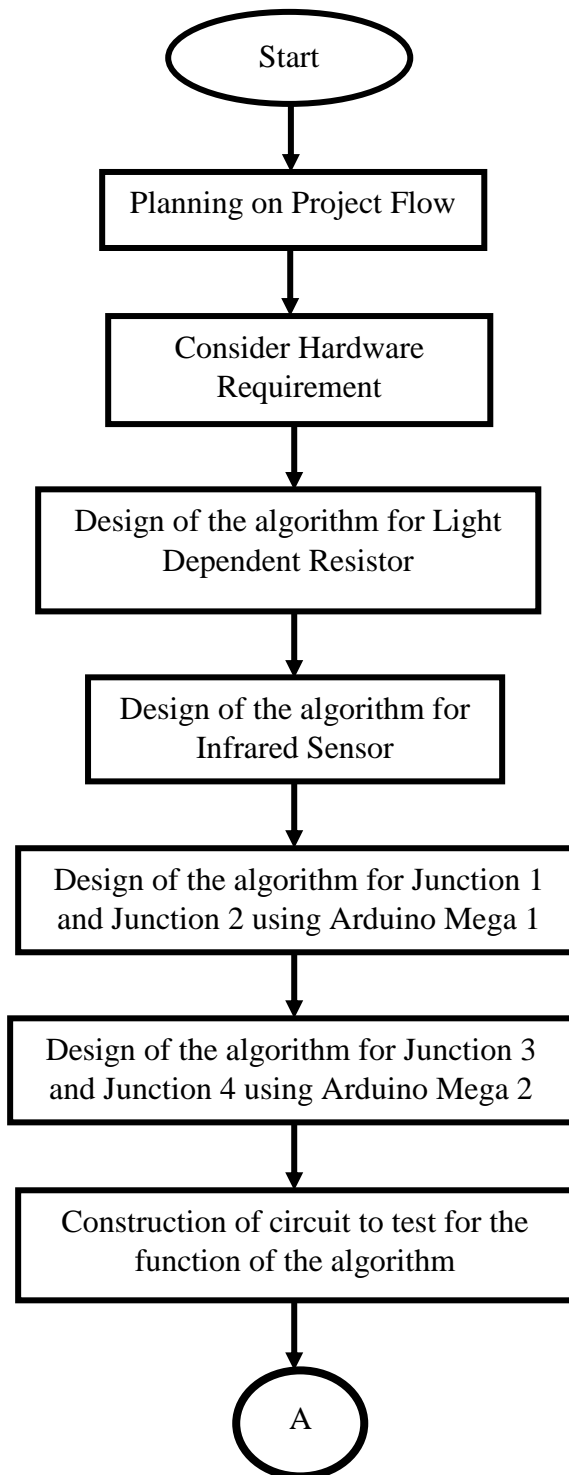 Start
Planning on Project Flow
Consider Hardware
Requirement
Design of the algorithm for Light
Dependent Resistor
Design of the algorithm for
Infrared Sensor
Design of the algorithm for Junction 1
and Junction 2 using Arduino Mega 1
Design of the algorithm for Junction 3
and Junction 4 using Arduino Mega 2
Construction of circuit to test for the
function of the algorithm
A